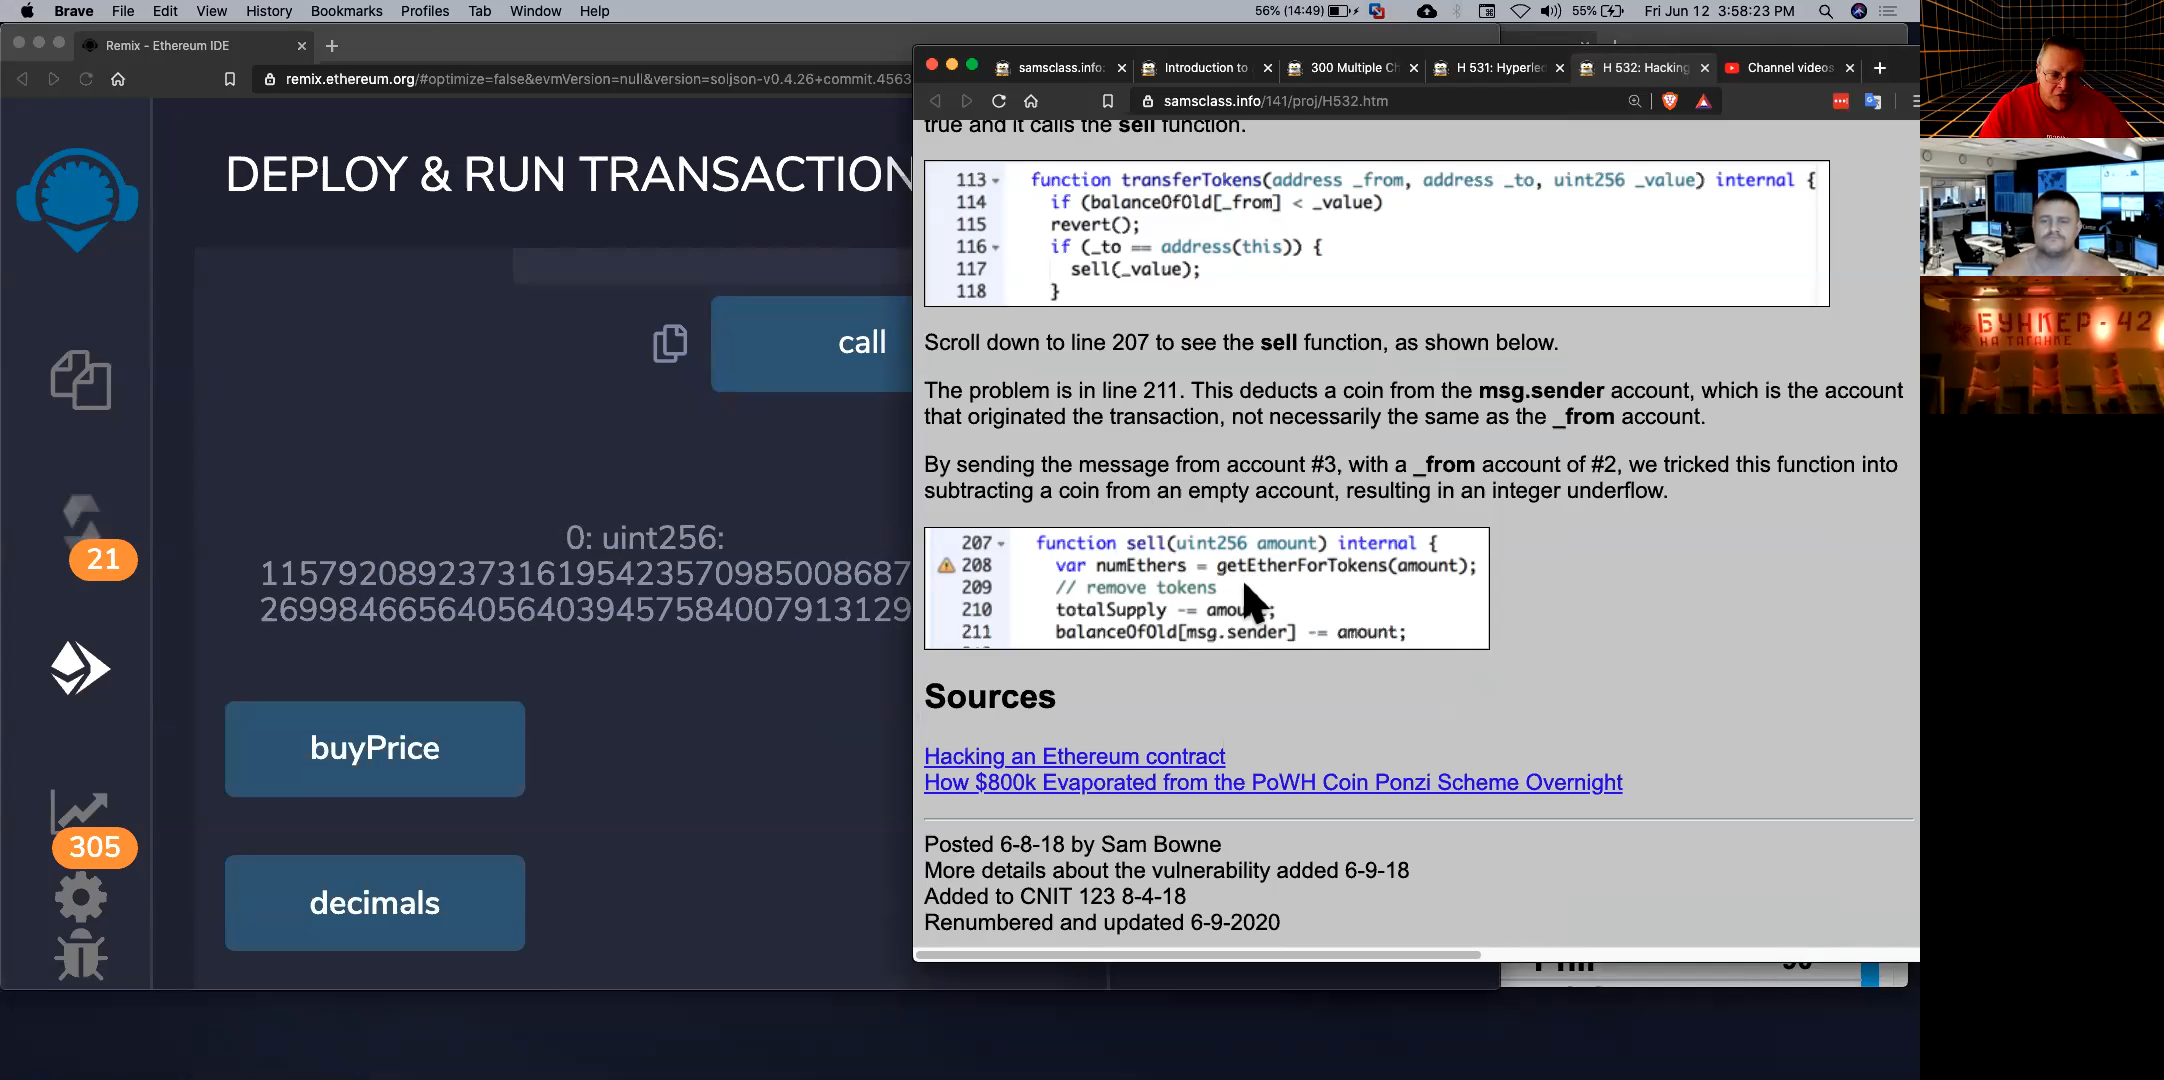 Brave File Edit View History Bookmarks Profiles Tab Window Help
56% (14:49) 55% Fri Jun 12 3:58:23 PM
Remix - Ethereum IDE
remix.ethereum.org/#optimize=false&evmVersion=null&version=soljson-v0.4.26+commit.4563
DEPLOY & RUN TRANSACTION
call
0: uint256:
115792089237316195423570985008687
269984665640564039457584007913129
21
buyPrice
305
decimals
samsclass.info: Introduction to 300 Multiple Ch H 531: Hyperled H 532: Hacking Channel videos
samsclass.info/141/proj/H532.htm
true and it calls the sell function.
113 function transferTokens(address _from, address _to, uint256 _value) internal {
114 if (balanceOfOld[_from] < _value)
115 revert();
116 if (_to == address(this)) {
117 sell(_value);
118 }
Scroll down to line 207 to see the sell function, as shown below.
The problem is in line 211. This deducts a coin from the msg.sender account, which is the account
that originated the transaction, not necessarily the same as the _from account.
By sending the message from account #3, with a _from account of #2, we tricked this function into
subtracting a coin from an empty account, resulting in an integer underflow.
207 function sell(uint256 amount) internal {
208 var numEthers = getEtherForTokens(amount);
209 // remove tokens
210 totalSupply -= amount;
211 balanceOfOld[msg.sender] -= amount;
Sources
Hacking an Ethereum contract
How $800k Evaporated from the PoWH Coin Ponzi Scheme Overnight
Posted 6-8-18 by Sam Bowne
More details about the vulnerability added 6-9-18
Added to CNIT 123 8-4-18
Renumbered and updated 6-9-2020
БУНКЕР-42
НА ТАГАНКЕ